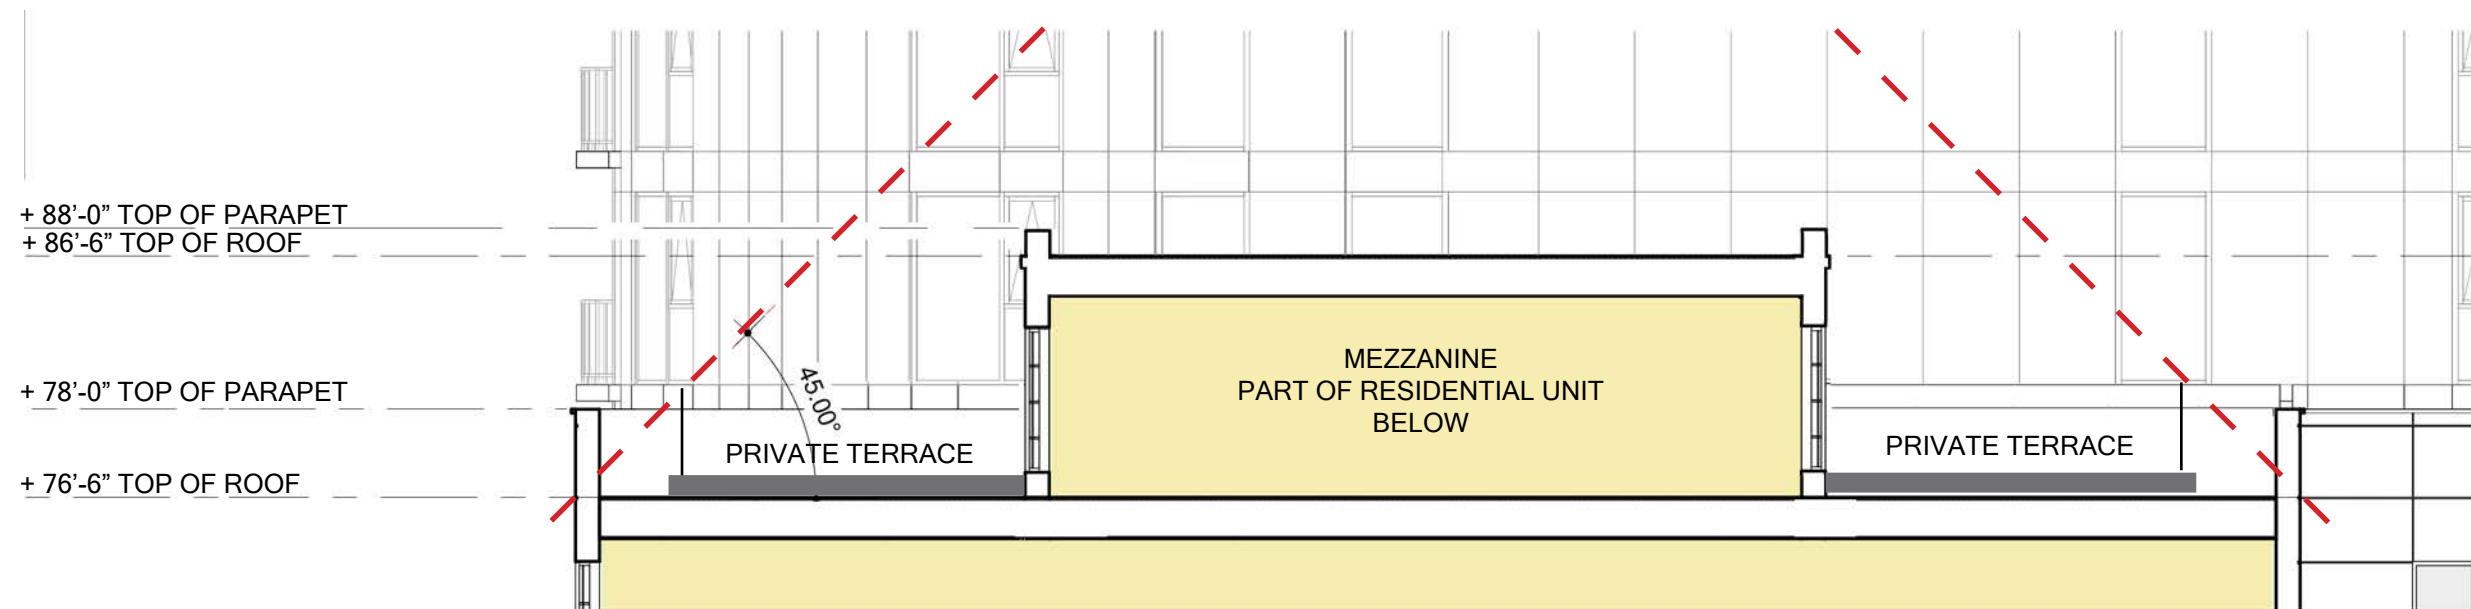 + 88’-0” TOP OF PARAPET
+ 86’-6” TOP OF ROOF
+ 78’-0” TOP OF PARAPET
+ 76’-6” TOP OF ROOF
45.00°
PRIVATE TERRACE
MEZZANINE
PART OF RESIDENTIAL UNIT
BELOW
PRIVATE TERRACE